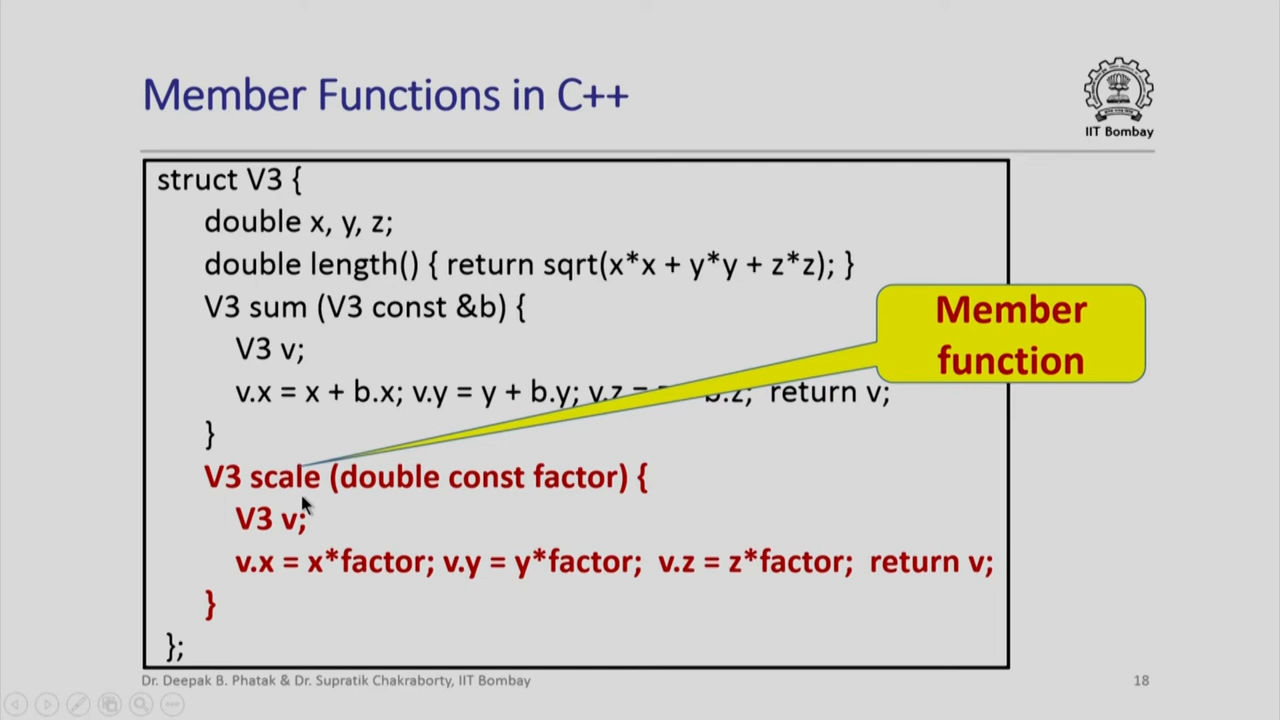 Member Functions in C++
IIT Bombay
struct V3 {
double x, y, z;
double length() { return sqrt(x*x + y*y + z*z); }
V3 sum (V3 const &b) {
V3 v;
v.x = x + b.x; v.y = y + b.y; v.z = b.z; return v;
}
V3 scale (double const factor) {
V3 v;
v.x = x*factor; v.y = y*factor; v.z = z*factor; return v;
}
};
Member
function
Dr. Deepak B. Phatak & Dr. Supratik Chakraborty, IIT Bombay
18